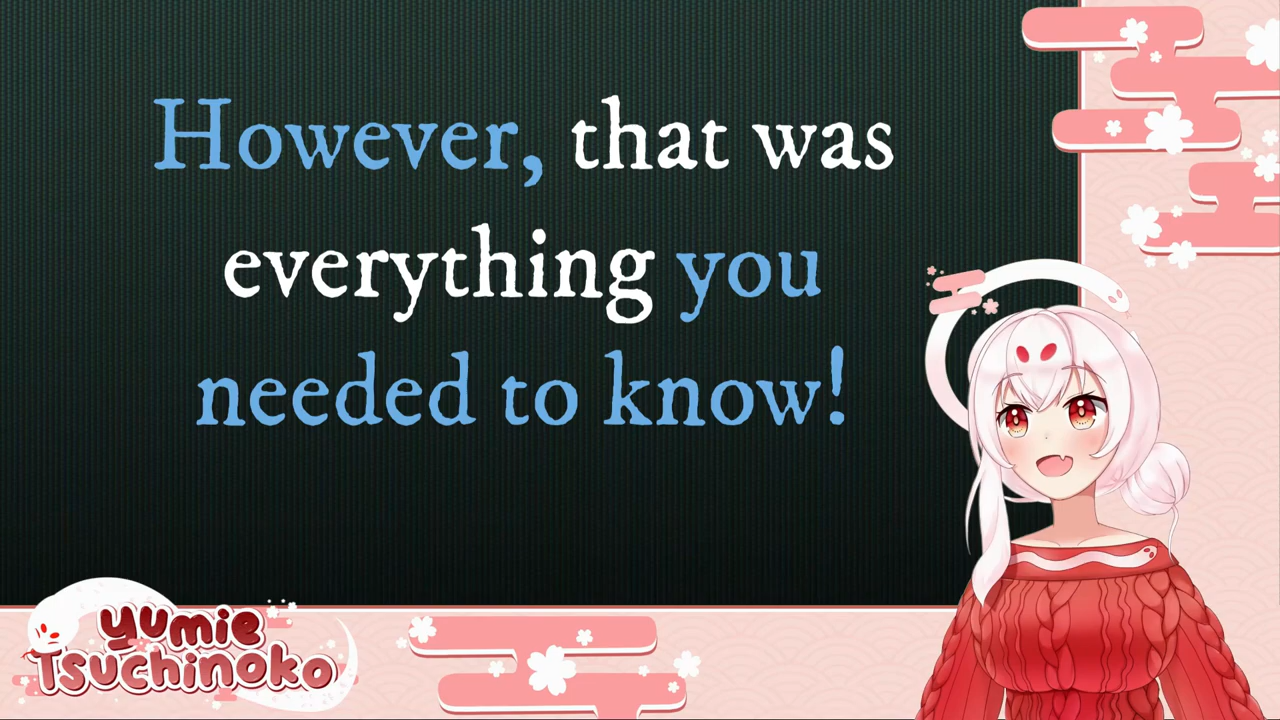 However, that was
everything you
needed to know!
yumie
Tsuchinoko